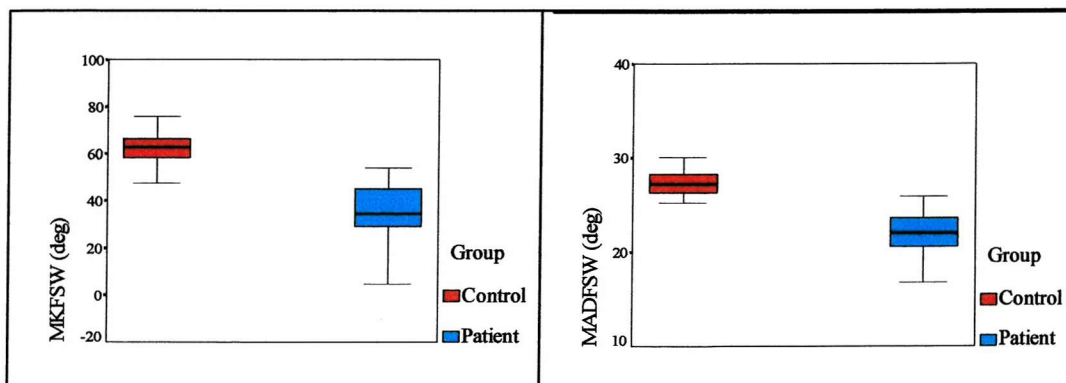 100
80
60
40
20
0
-20
MKFSW (deg)
Group
Control
Patient
40
30
20
10
MADFSW (deg)
Group
Control
Patient